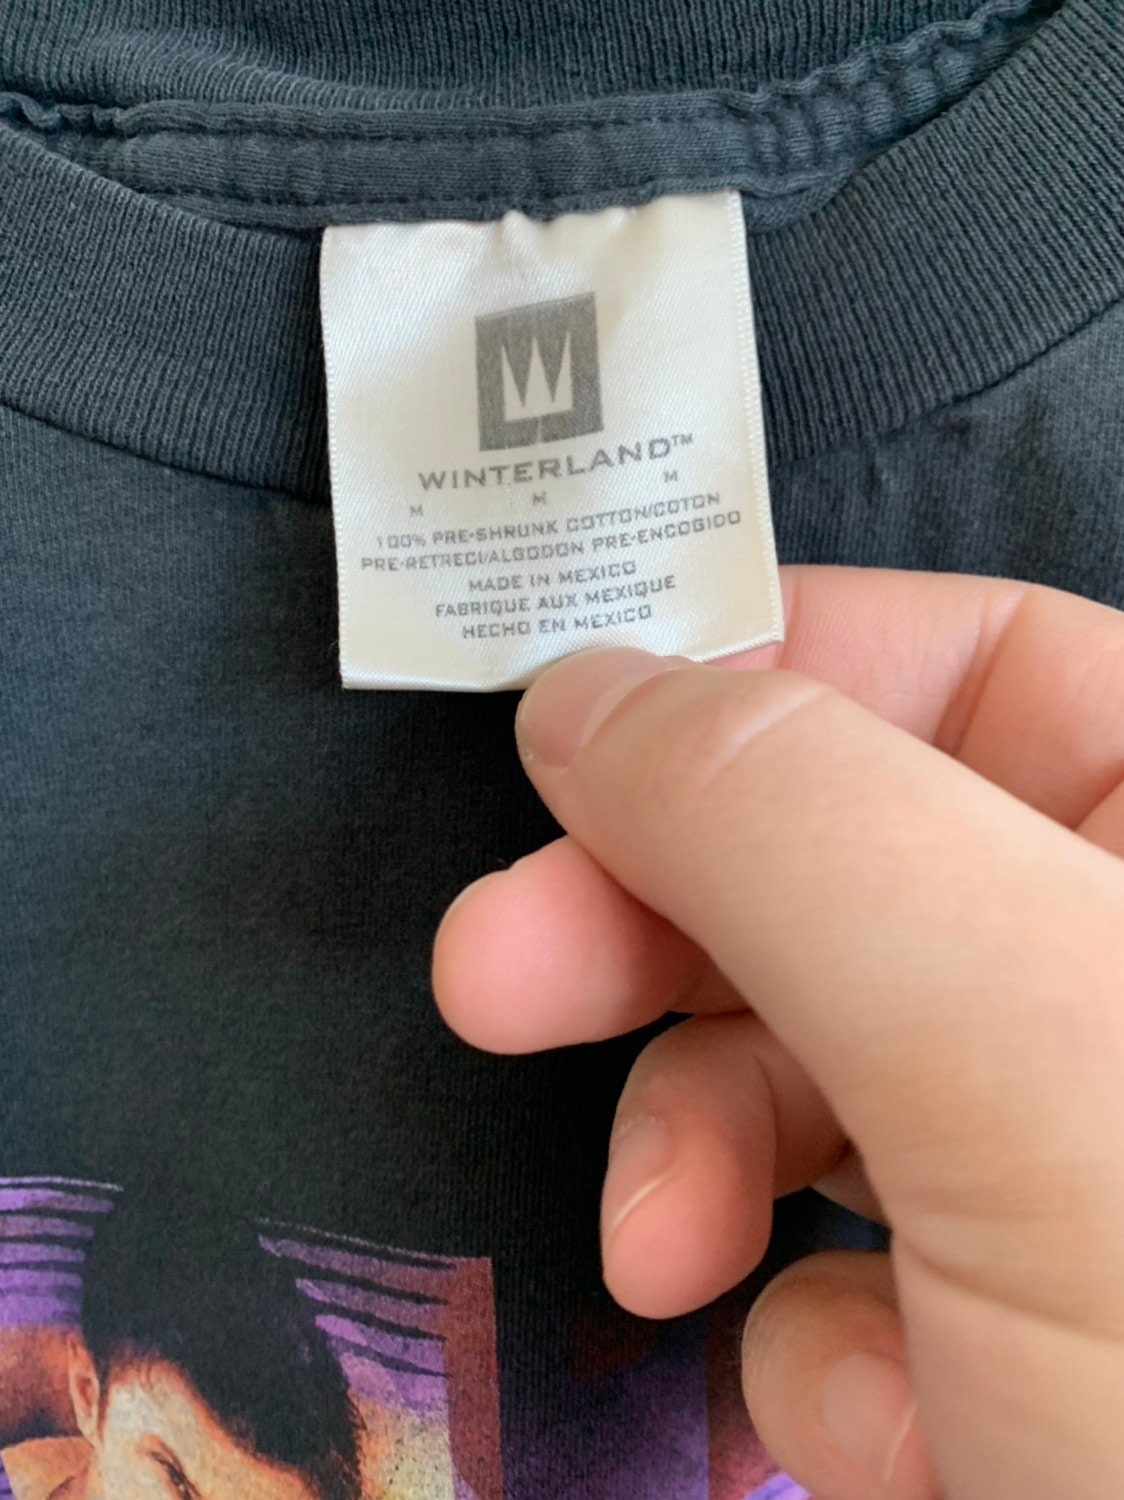 W
WINTERLAND™
M M M
100% PRE-SHRUNK COTTON/COTON
PRE-RETRECI/ALGODON PRE-ENCOGIDO
MADE IN MEXICO
FABRIQUE AUX MEXIQUE
HECHO EN MEXICO